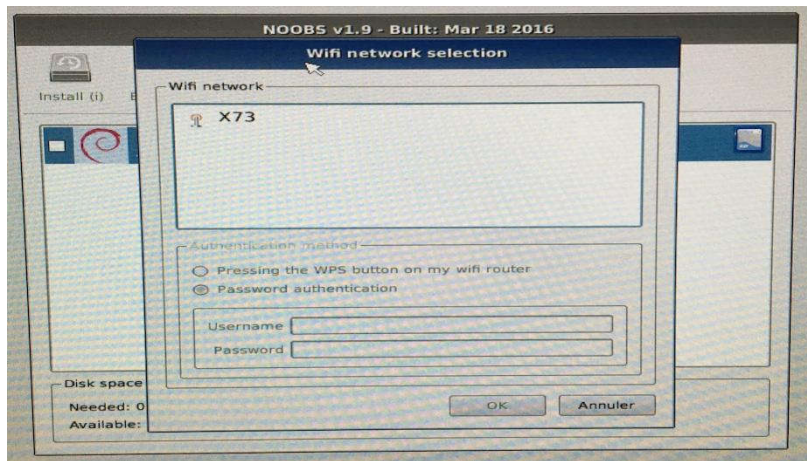 NOOBS v1.9 - Built: Mar 18 2016
Wifi network selection
Install (i)
Wifi network
X73
Authentication method
Pressing the WPS button on my wifi router
Password authentication
Username
Password
Disk space
Needed: 0
Available:
OK
Annuler